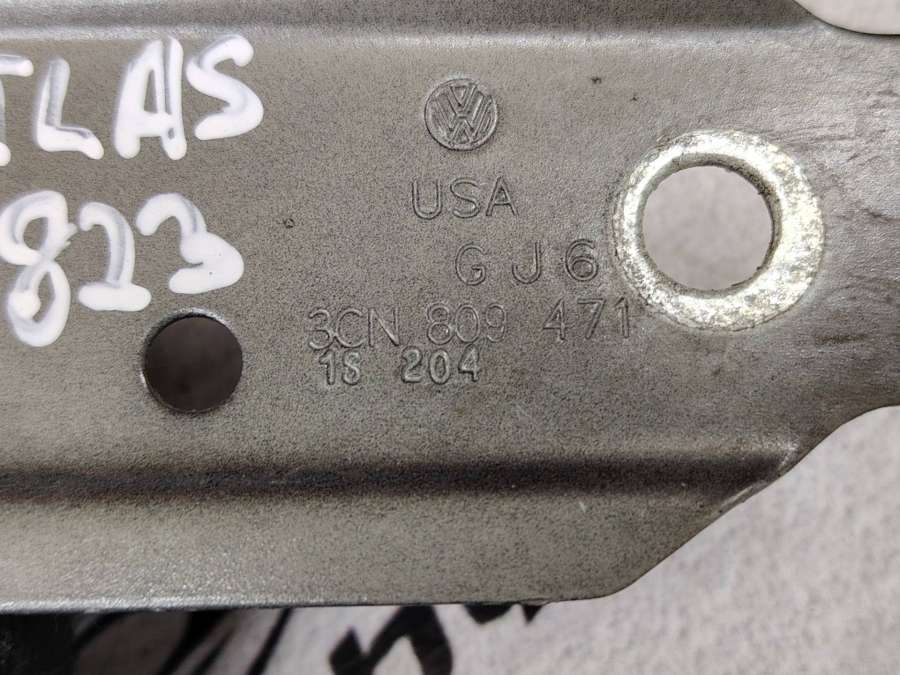 TLAS
823
USA
GJ6
3CN 809 471
1S 204